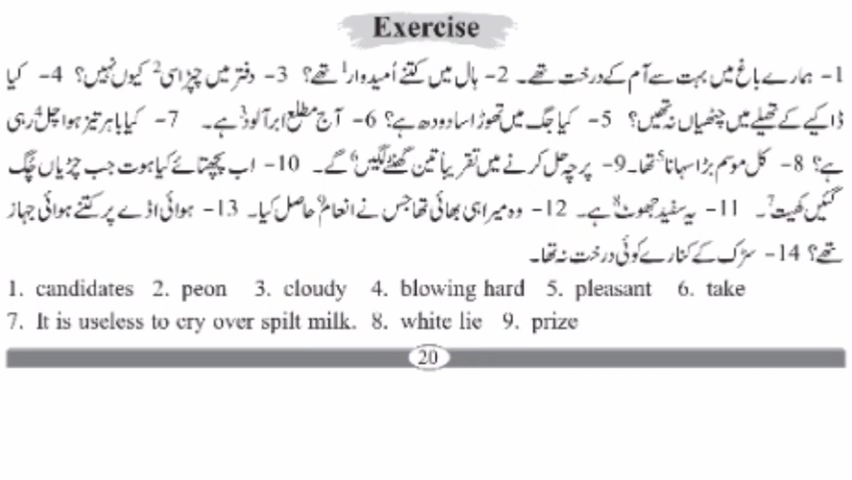 Exercise
1- ہمارے باغ میں بہت سے آم کے درخت تھے۔ 2- ہال میں کتنے اُمیدوار1 تھے؟ 3- دفتر میں چپڑاسی2 کیوں نہیں؟ 4- کیا
ڈاکیے کے تھیلے میں چٹھیاں نہ تھیں؟ 5- کیا جگ میں تھوڑا سا دودھ ہے؟ 6- آج مطلع ابر آلود3 ہے۔ 7- کیا باہر تیز ہوا چل4 رہی
ہے؟ 8- کل موسم بڑا سہانا5 تھا۔ 9- پرچہ حل کرنے میں تقریباً تین گھنٹے لگیں6 گے۔ 10- اب پچھتائے کیا ہوت جب چڑیاں چگ
گئیں کھیت7۔ 11- یہ سفید جھوٹ8 ہے۔ 12- وہ میرا ہی بھائی تھا جس نے انعام9 حاصل کیا۔ 13- ہوائی اڈے پر کتنے ہوائی جہاز
تھے؟ 14- سڑک کے کنارے کوئی درخت نہ تھا۔
1. candidates 2. peon 3. cloudy 4. blowing hard 5. pleasant 6. take
7. It is useless to cry over spilt milk. 8. white lie 9. prize
20